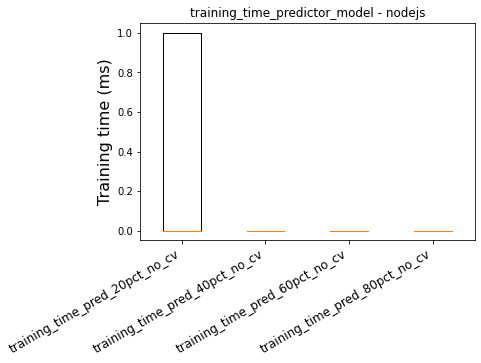 training_time_predictor_model - nodejs
Training time (ms)
1.0
0.8
0.6
0.4
0.2
0.0
training_time_pred_20pct_no_cv
training_time_pred_40pct_no_cv
training_time_pred_60pct_no_cv
training_time_pred_80pct_no_cv